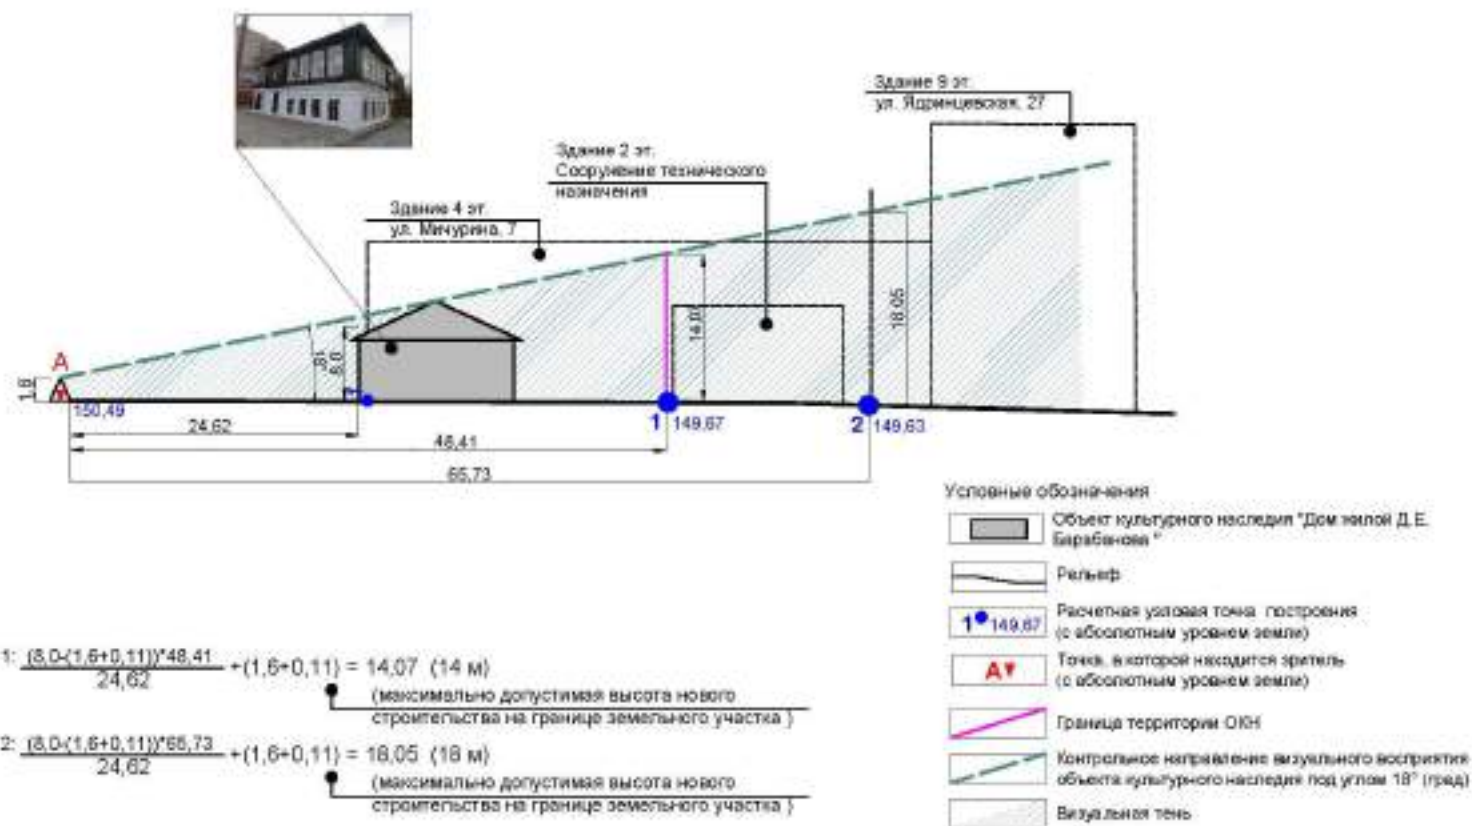 Здание 9 эт.
ул. Ядринцевская, 27
Здание 2 эт.
Сооружение технического
назначения
Здание 4 эт
ул. Мичурина, 7
А
1,6
150,49
8,0
14,07
18,05
24,62
1 149,67
2 149,63
48,41
65,73
Условные обозначения
Объект культурного наследия "Дом жилой Д.Е.
Барабанова "
Рельеф
1 149,67
Расчетная узловая точка построения
(с абсолютным уровнем земли)
А
Точка, в которой находится зритель
(с абсолютным уровнем земли)
Граница территории ОКН
Контрольное направление визуального восприятия
объекта культурного наследия под углом 18° (град)
Визуальная тень
1: (8,0-(1,6+0,11))*48,41
24,62
+(1,6+0,11) = 14,07 (14 м)
(максимально допустимая высота нового
строительства на границе земельного участка )
2: (8,0-(1,6+0,11))*65,73
24,62
+(1,6+0,11) = 18,05 (18 м)
(максимально допустимая высота нового
строительства на границе земельного участка )